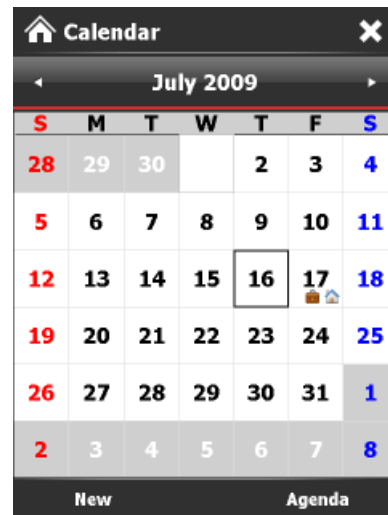 Calendar
July 2009
S M T W T F S
28 29 30 2 3 4
5 6 7 8 9 10 11
12 13 14 15 16 17 18
19 20 21 22 23 24 25
26 27 28 29 30 31 1
2 3 4 5 6 7 8
New Agenda